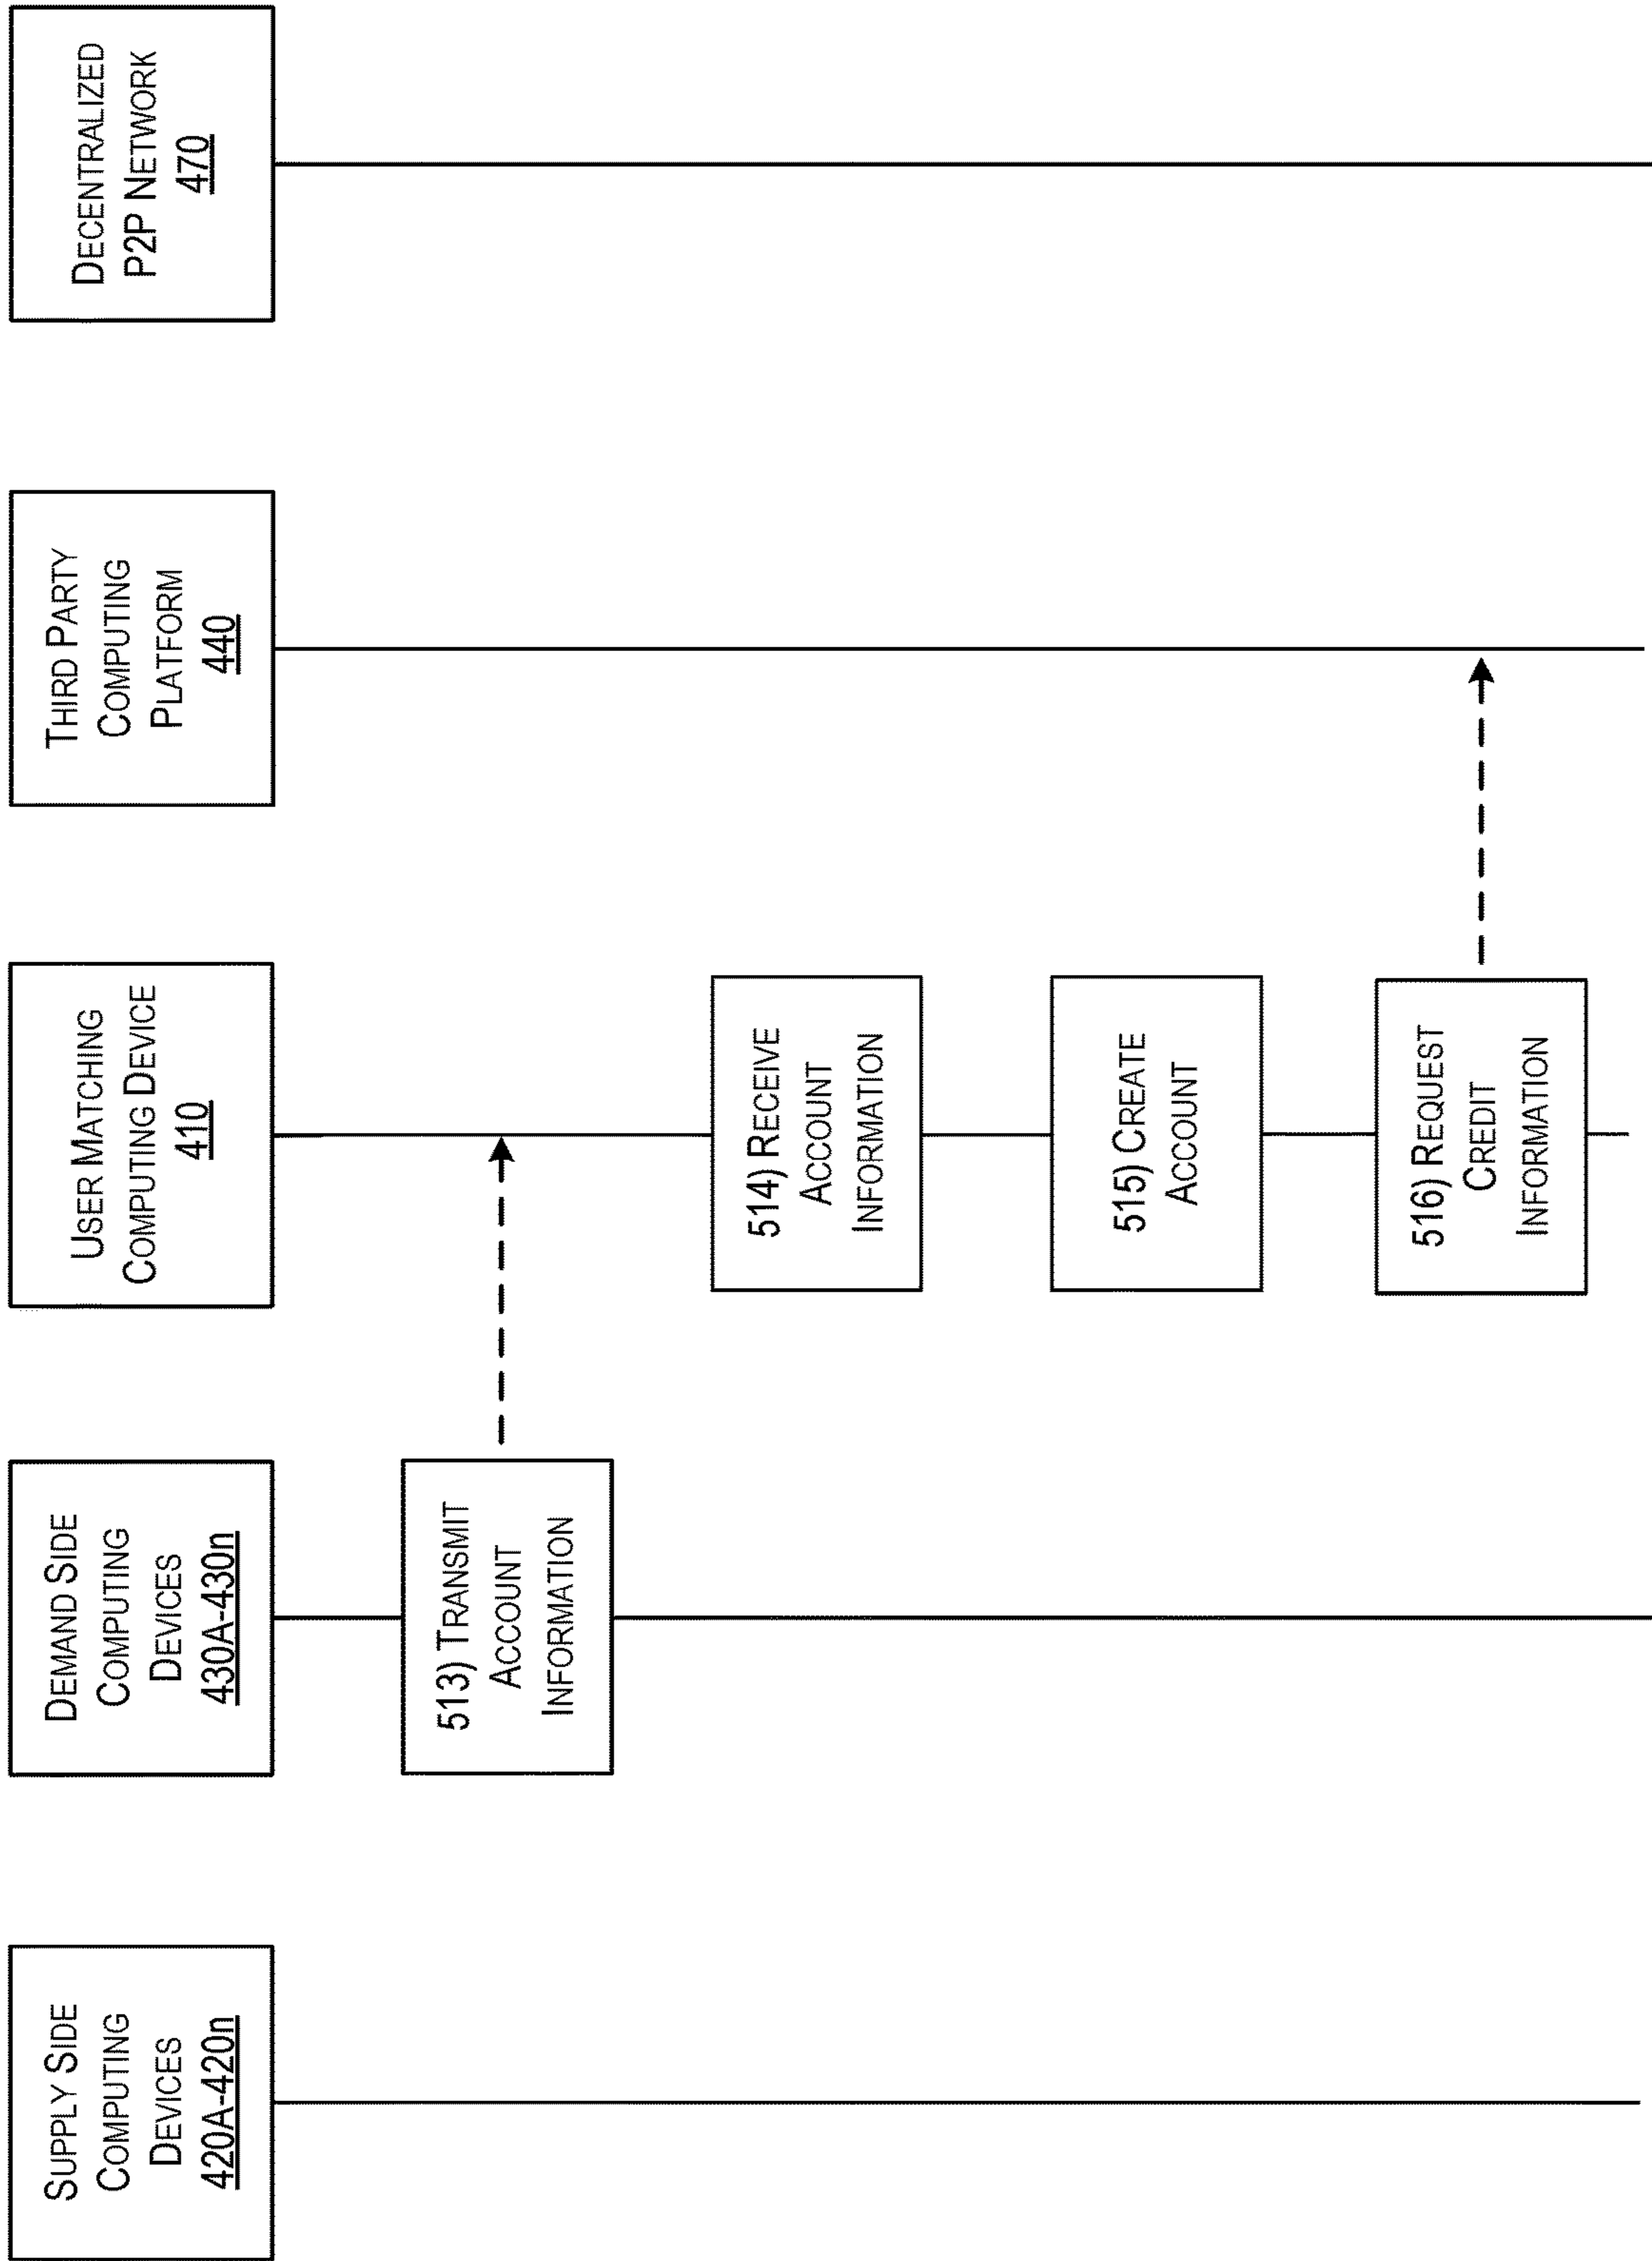 SUPPLY SIDE
COMPUTING
DEVICES
420A-420n
DEMAND SIDE
COMPUTING
DEVICES
430A-430n
USER MATCHING
COMPUTING DEVICE
410
THIRD PARTY
COMPUTING
PLATFORM
440
DECENTRALIZED
P2P NETWORK
470
513) TRANSMIT
ACCOUNT
INFORMATION
514) RECEIVE
ACCOUNT
INFORMATION
515) CREATE
ACCOUNT
516) REQUEST
CREDIT
INFORMATION